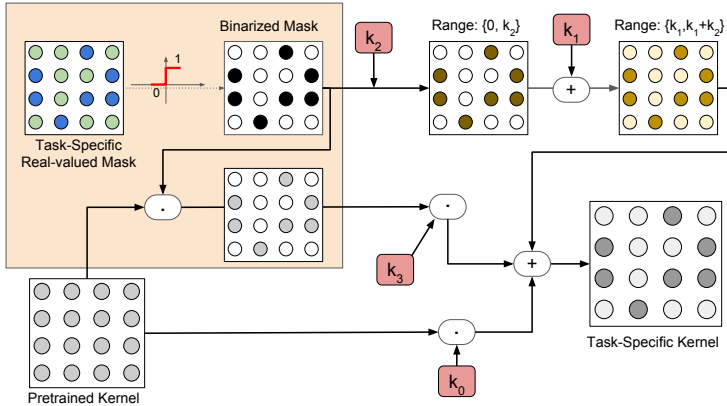 Binarized Mask
Range: {0, k₂}
Range: {k₁,k₁+k₂}
k₂
k₁
1
0
+
Task-Specific
Real-valued Mask
.
.
k₃
+
.
Task-Specific Kernel
k₀
Pretrained Kernel